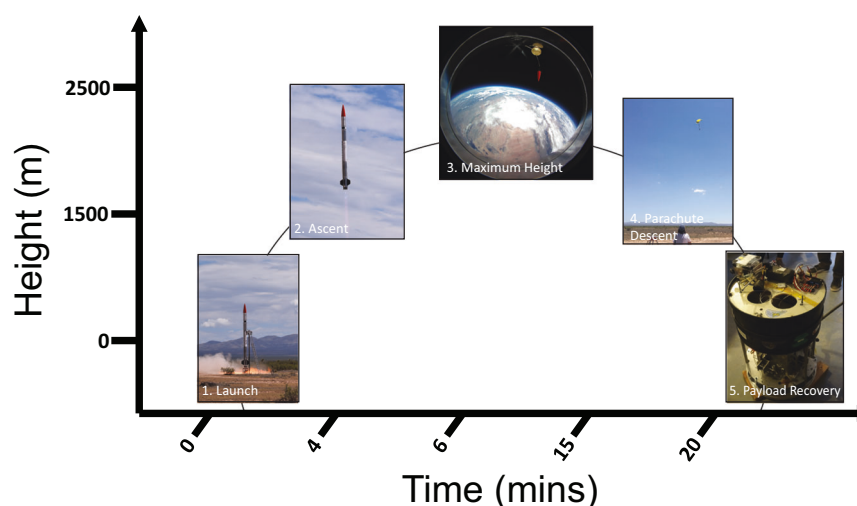 Height (m)
2500
1500
0
1. Launch
2. Ascent
3. Maximum Height
4. Parachute
Descent
5. Payload Recovery
0
4
6
15
20
Time (mins)